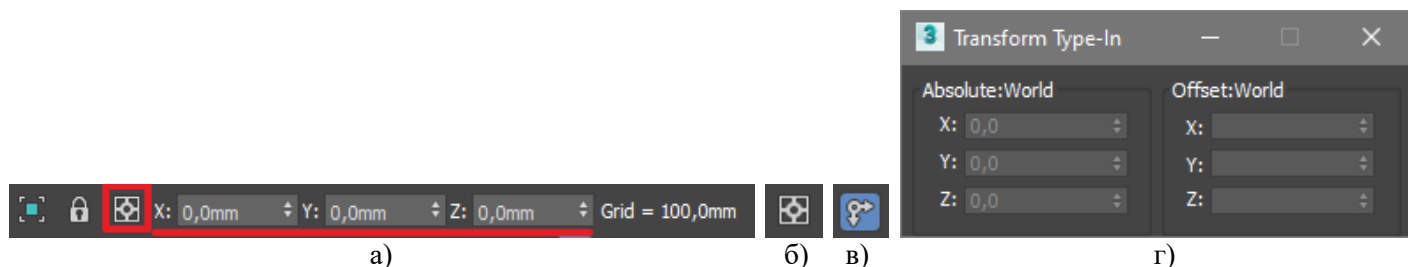 3 Transform Type-In
Absolute:World Offset:World
X: 0,0 X:
Y: 0,0 Y:
Z: 0,0 Z:
X: 0,0mm Y: 0,0mm Z: 0,0mm Grid = 100,0mm
а) б) в) г)